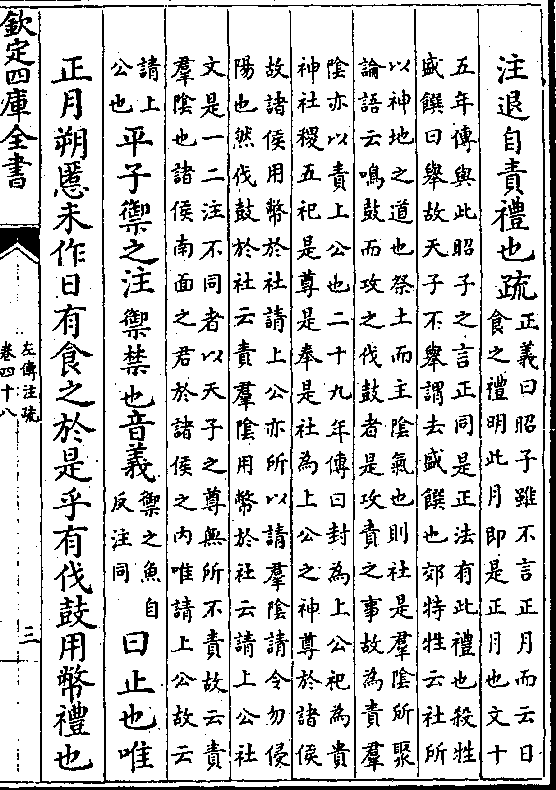 注退自責禮也疏
正義曰昭子雖不言正月而云日
食之禮明此月即是正月也文十
五年傳與此昭子之言正同是正法有此禮也殺牲
盛饌曰舉故天子不舉謂去盛饌也郊特牲云社所
以神地之道也祭土而主陰氣也則社是羣陰所聚
論語云鳴鼓而攻之伐鼓者是攻責之事故為責羣
陰亦以責上公也二十九年傳曰封為上公祀為貴
神社稷五祀是尊是奉是社為上公之神尊於諸侯
故諸侯用幣於社請上公亦所以請羣陰請令勿侵
陽也然伐鼓於社云責羣陰用幣於社云請上公社
文是一二注不同者以天子之尊無所不責故云責
羣陰也諸侯南面之君於諸侯之內唯請上公故云
請上
公也
平子禦之注禦禁也音義
禦之魚自
反注同
曰止也唯
正月朔慝未作日有食之於是乎有伐鼓用幣禮也
欽定四庫全書
左傳注疏
卷四十八
三